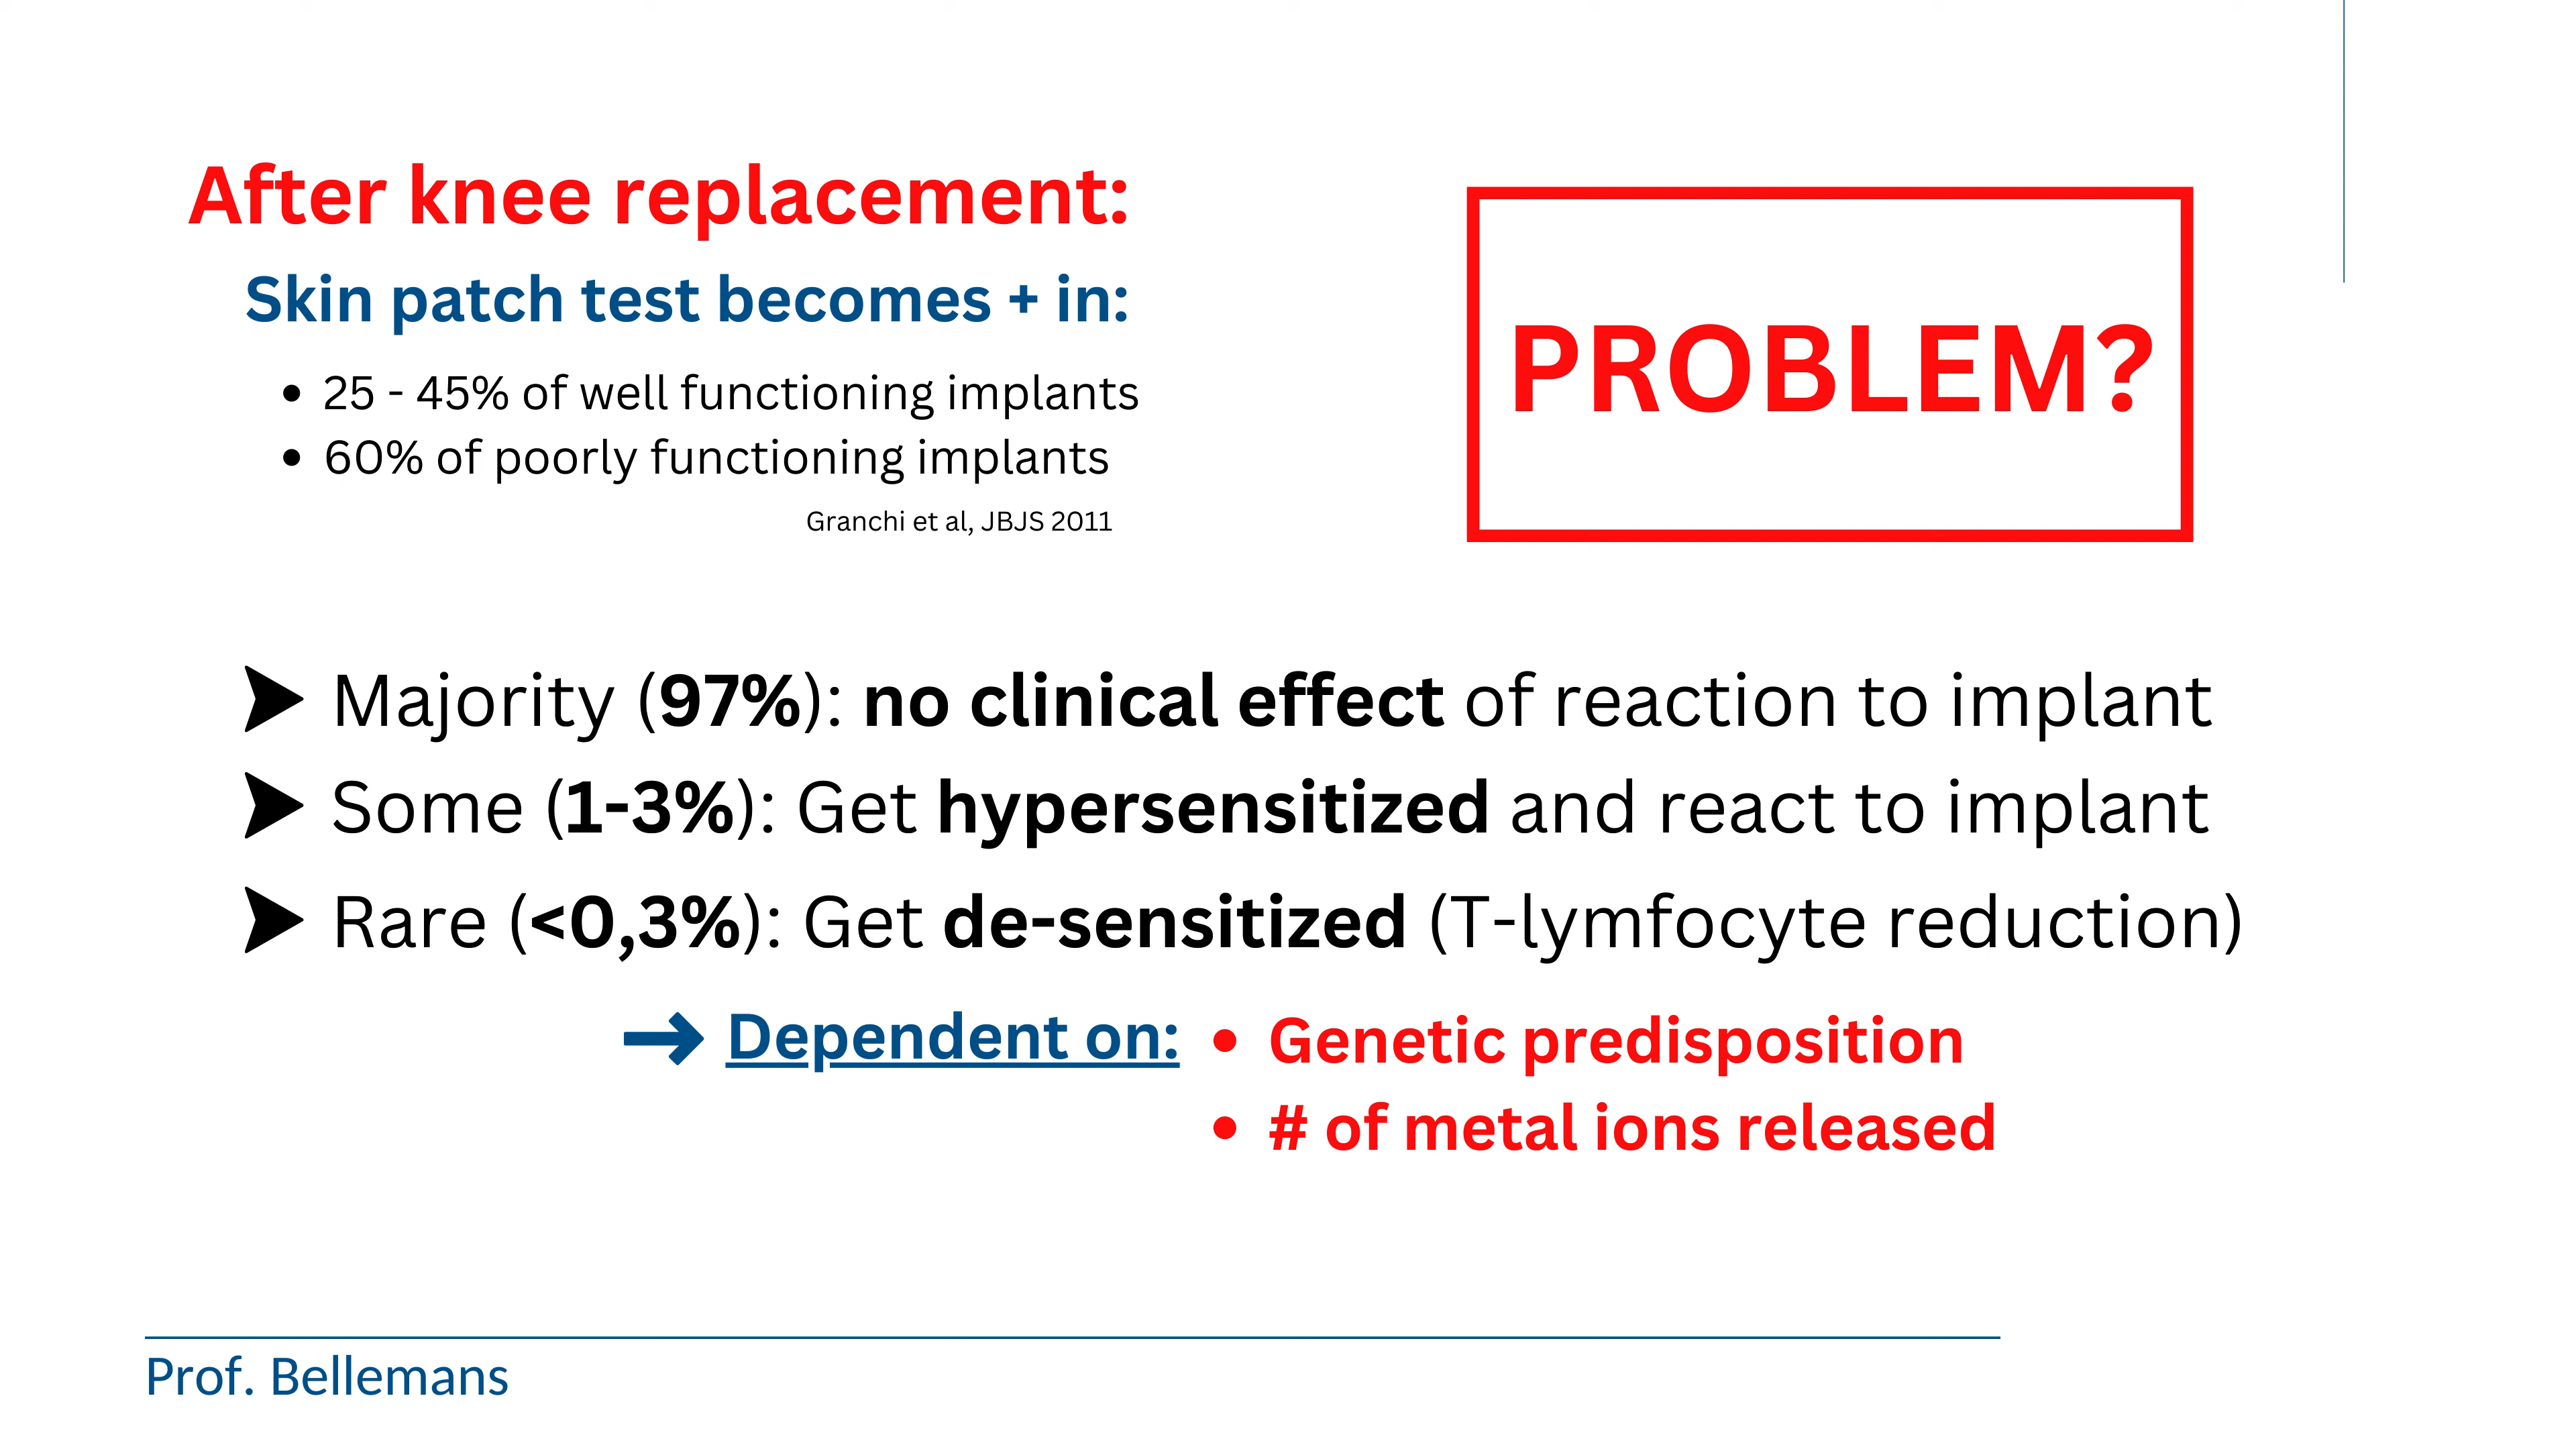 After knee replacement:
Skin patch test becomes + in:
• 25 - 45% of well functioning implants
• 60% of poorly functioning implants
Granchi et al, JBJS 2011
PROBLEM?
➤ Majority (97%): no clinical effect of reaction to implant
➤ Some (1-3%): Get hypersensitized and react to implant
➤ Rare (<0,3%): Get de-sensitized (T-lymfocyte reduction)
→ Dependent on:
• Genetic predisposition
• # of metal ions released
Prof. Bellemans